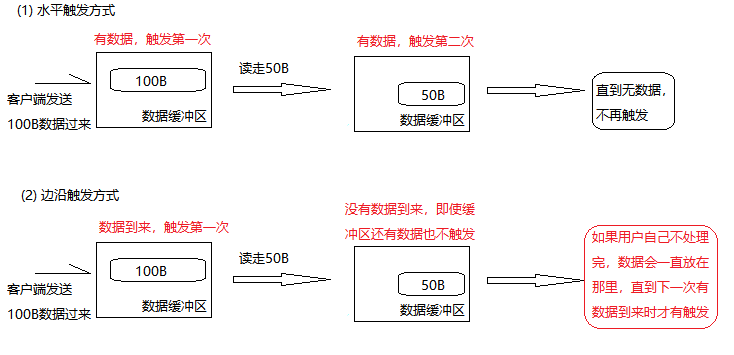 (1) 水平触发方式
有数据，触发第一次
有数据，触发第二次
100B
读走50B
50B
客户端发送
100B数据过来
数据缓冲区
数据缓冲区
直到无数据，
不再触发
(2) 边沿触发方式
数据到来，触发第一次
没有数据到来，即使缓
冲区还有数据也不触发
100B
读走50B
50B
客户端发送
100B数据过来
数据缓冲区
数据缓冲区
如果用户自己不处理
完，数据会一直放在
那里，直到下一次有
数据到来时才有触发